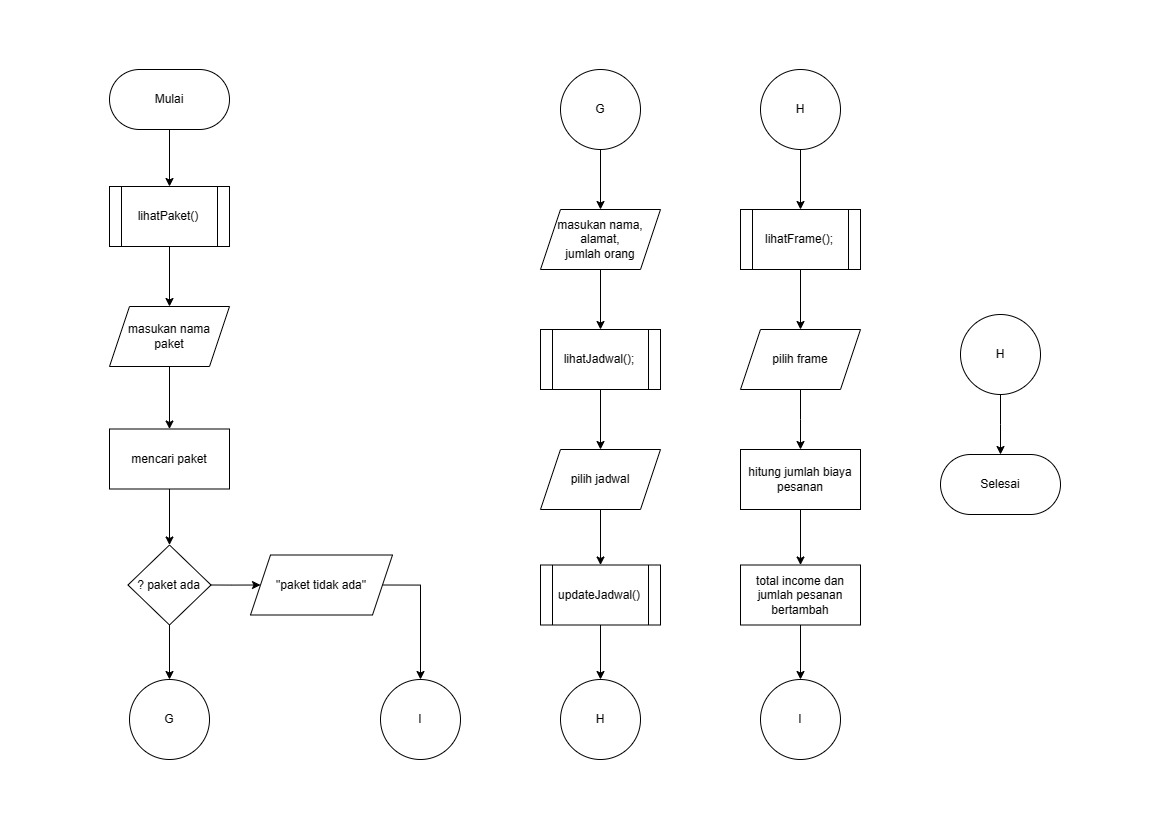 Mulai
lihatPaket()
masukan nama
paket
mencari paket
? paket ada
"paket tidak ada"
G
I
G
masukan nama,
alamat,
jumlah orang
lihatJadwal();
pilih jadwal
updateJadwal()
H
H
lihatFrame();
pilih frame
hitung jumlah biaya
pesanan
total income dan
jumlah pesanan
bertambah
I
H
Selesai